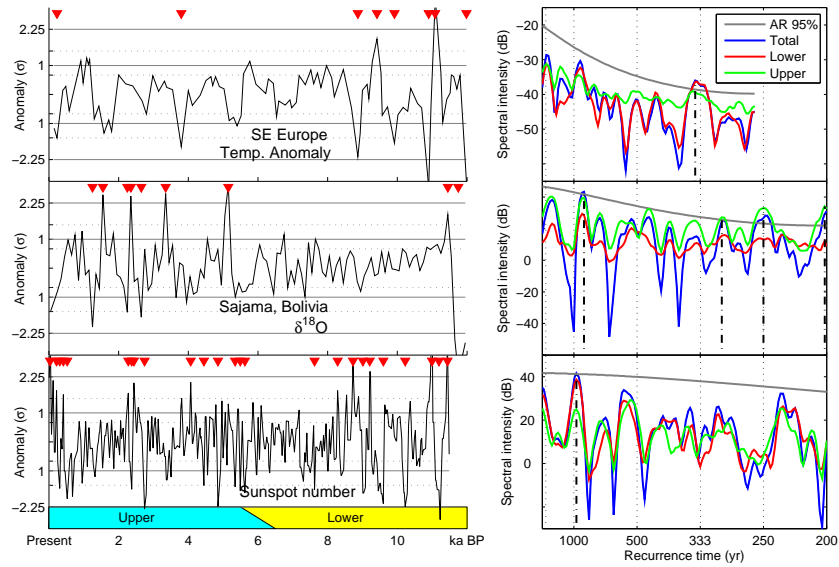 Anomaly (σ)
2.25
1
1
−2.25
SE Europe
Temp. Anomaly
Anomaly (σ)
2.25
1
1
−2.25
Sajama, Bolivia
δ18O
Anomaly (σ)
2.25
1
1
−2.25
Sunspot number
Upper
Lower
Present 2 4 6 8 10 ka BP
Spectral intensity (dB)
−20
−40
−60
AR 95%
Total
Lower
Upper
Spectral intensity (dB)
40
20
0
−20
−40
Spectral intensity (dB)
40
20
0
1000 500 333 250 200
Recurrence time (yr)